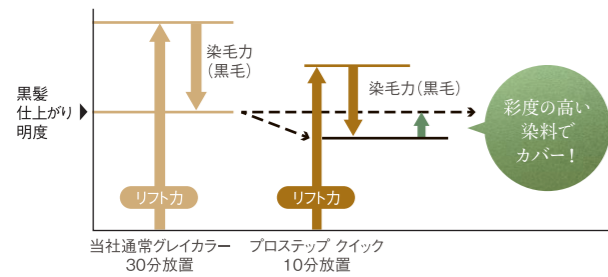 染毛力
(黒毛)
染毛力(黒毛)
黒髪
仕上がり
明度
彩度の高い
染料で
カバー!
リフト力
リフト力
当社通常グレイカラー
30分放置
プロステップ クイック
10分放置